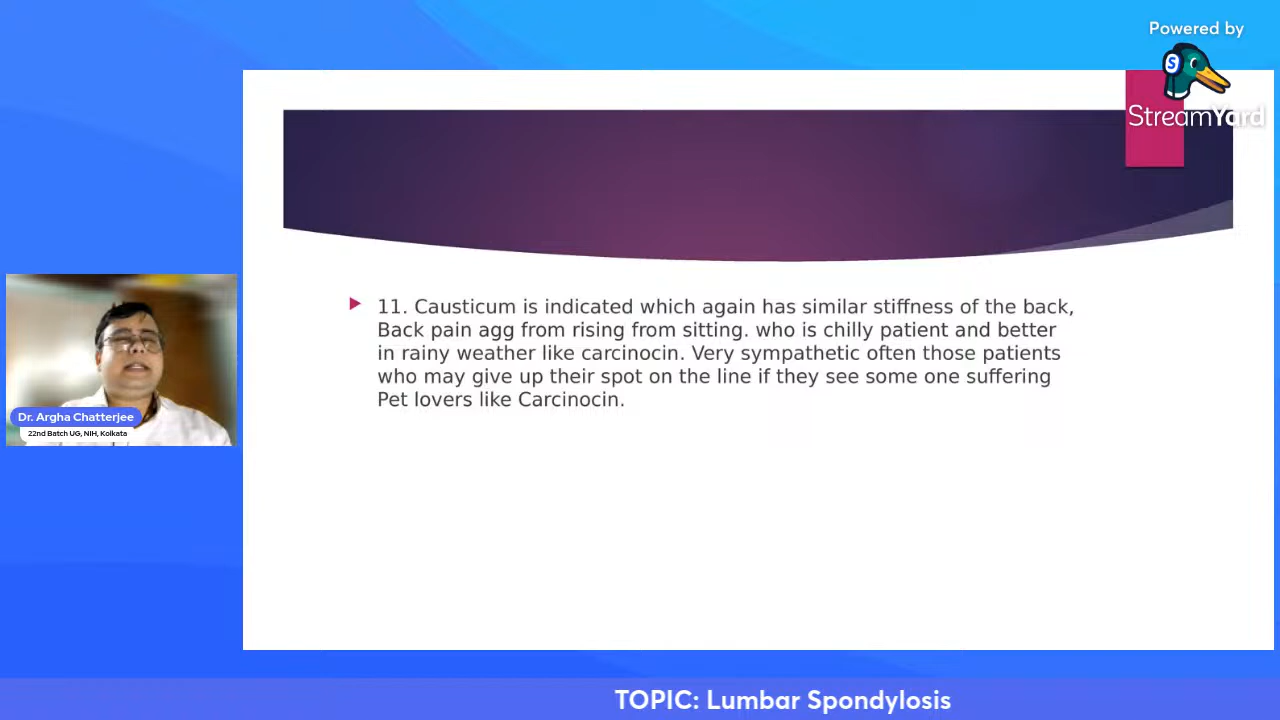 Powered by
S
StreamYard
11. Causticum is indicated which again has similar stiffness of the back,
Back pain agg from rising from sitting. who is chilly patient and better
in rainy weather like carcinocin. Very sympathetic often those patients
who may give up their spot on the line if they see some one suffering
Pet lovers like Carcinocin.
Dr. Argha Chatterjee
22nd Batch UG, NIH, Kolkata
TOPIC: Lumbar Spondylosis